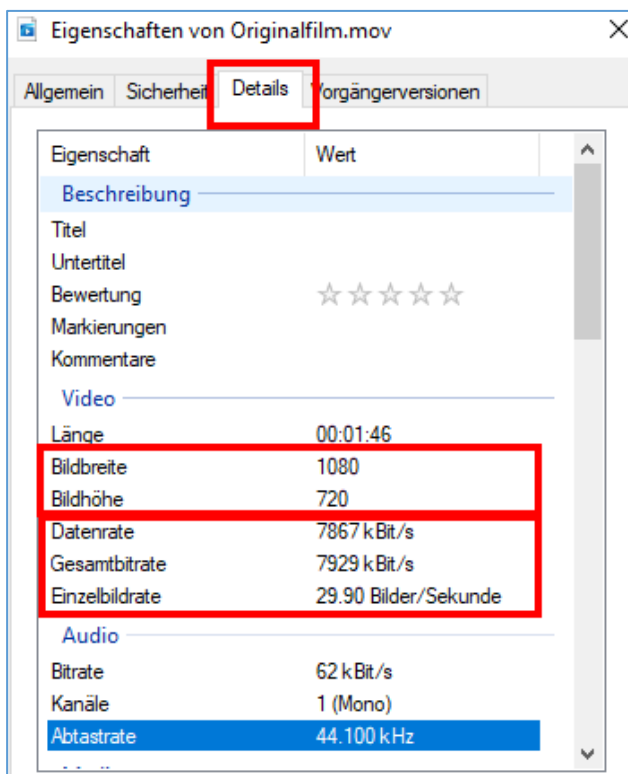 Eigenschaften von Originalfilm.mov
Allgemein Sicherheit Details Vorgängerversionen
Eigenschaft Wert
Beschreibung
Titel
Untertitel
Bewertung
Markierungen
Kommentare
Video
Länge 00:01:46
Bildbreite 1080
Bildhöhe 720
Datenrate 7867 kBit/s
Gesamtbitrate 7929 kBit/s
Einzelbildrate 29.90 Bilder/Sekunde
Audio
Bitrate 62 kBit/s
Kanäle 1 (Mono)
Abtastrate 44.100 kHz